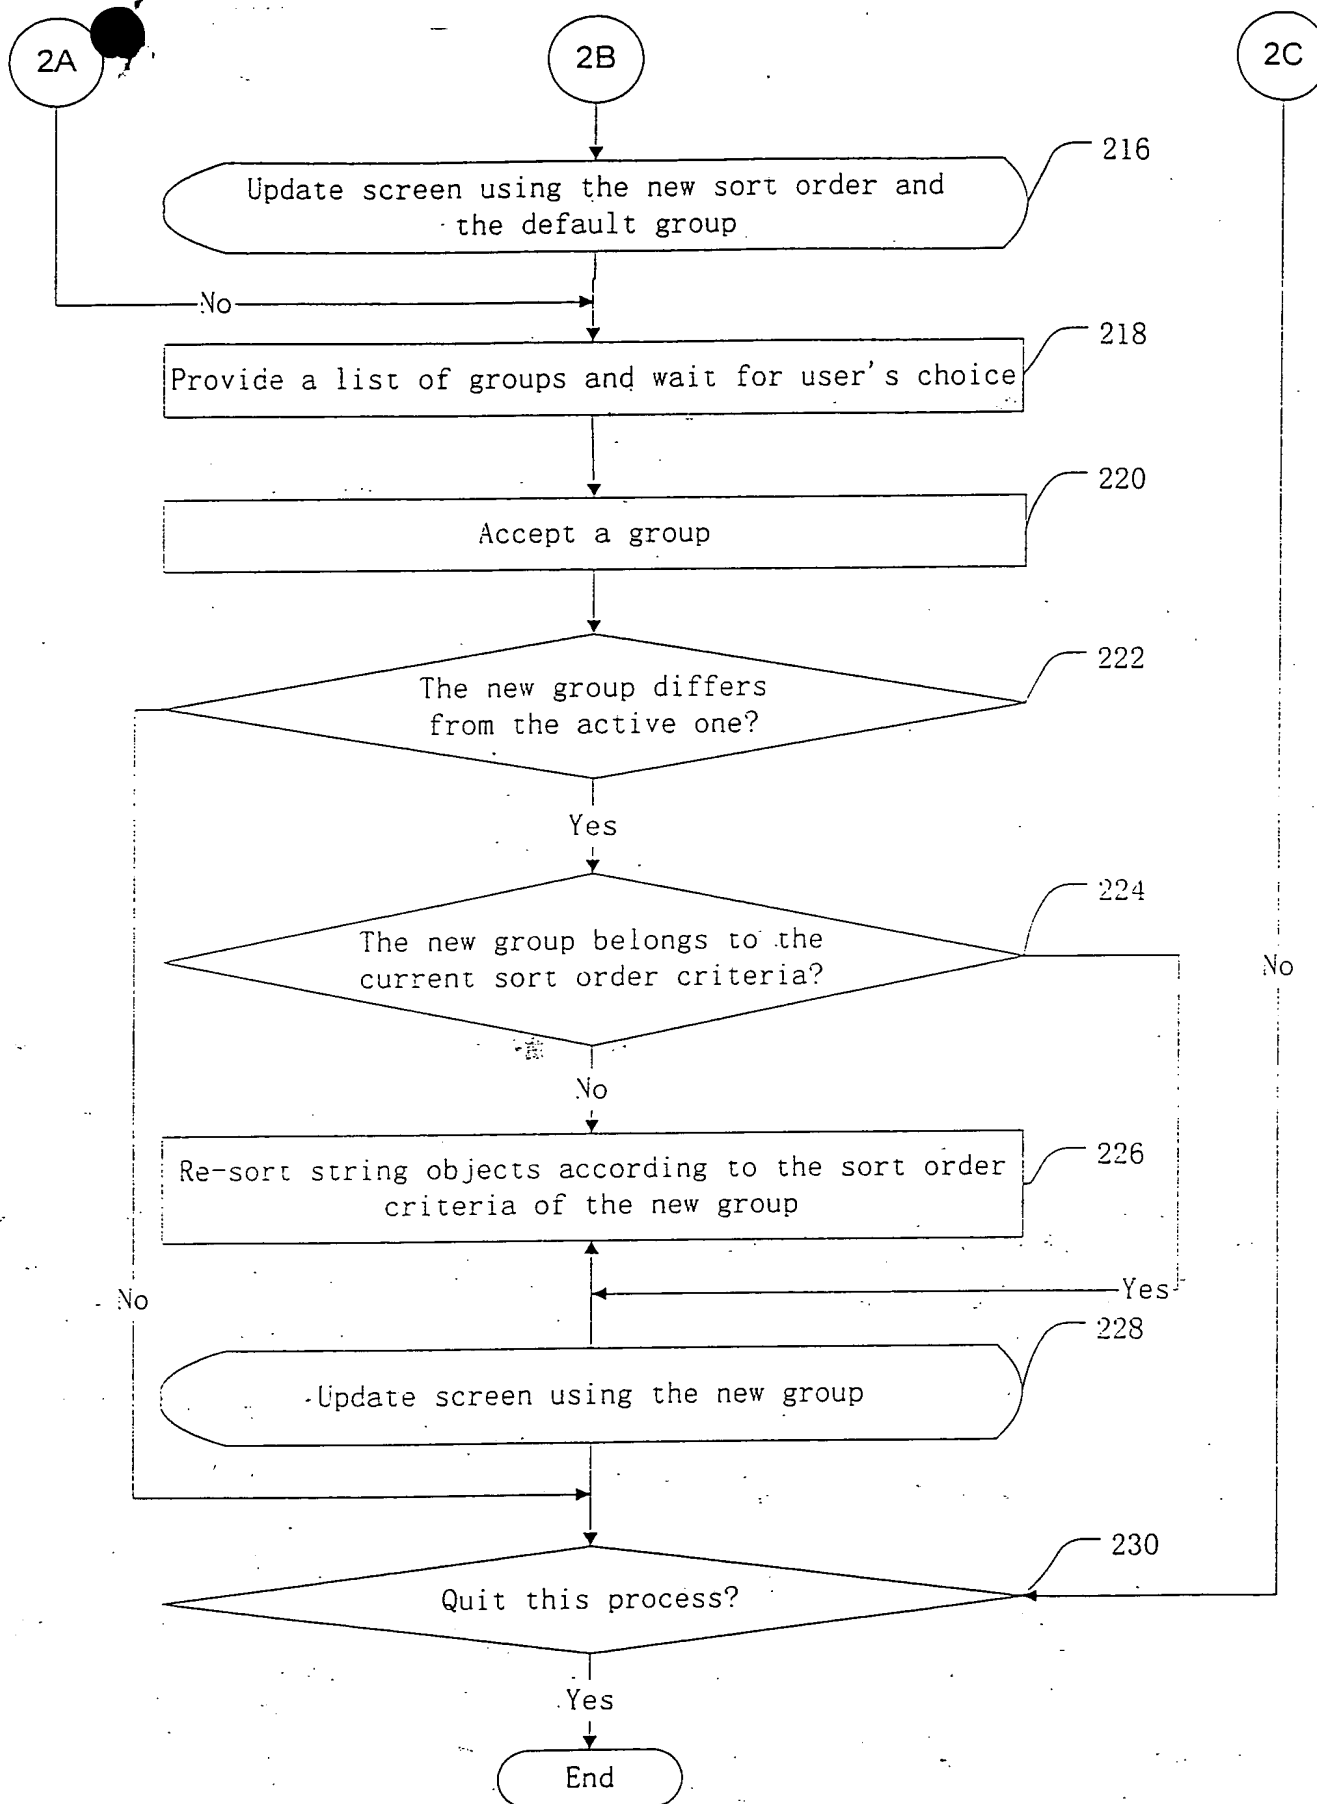 2A
2B
2C
216
Update screen using the new sort order and
the default group
No
218
Provide a list of groups and wait for user's choice
220
Accept a group
222
The new group differs
from the active one?
Yes
224
The new group belongs to the
current sort order criteria?
No
No
226
Re-sort string objects according to the sort order
criteria of the new group
Yes
No
228
Update screen using the new group
230
Quit this process?
Yes
End